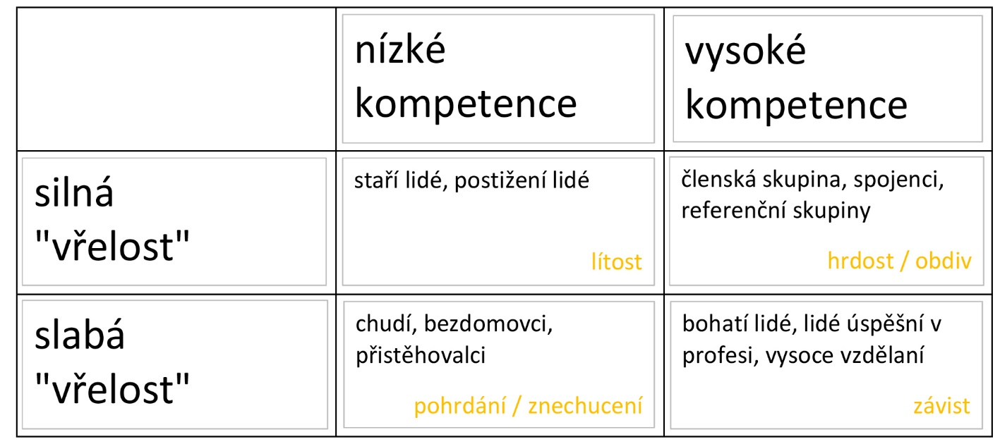 nízké
kompetence
vysoké
kompetence
silná
"vřelost"
staří lidé, postižení lidé
lítost
členská skupina, spojenci,
referenční skupiny
hrdost / obdiv
slabá
"vřelost"
chudí, bezdomovci,
přistěhovalci
pohrdání / znechucení
bohatí lidé, lidé úspěšní v
profesi, vysoce vzdělaní
závist